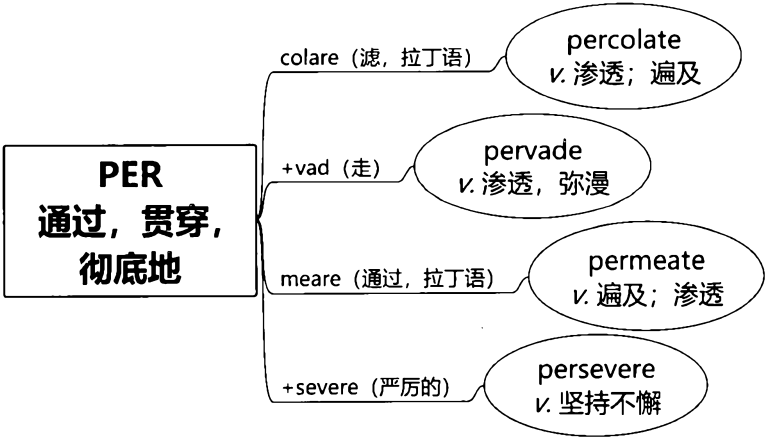 PER
通过，贯穿，
彻底地
colare（滤，拉丁语）
percolate
v. 渗透；遍及
+vad（走）
pervade
v. 渗透，弥漫
meare（通过，拉丁语）
permeate
v. 遍及；渗透
+severe（严厉的）
persevere
v. 坚持不懈